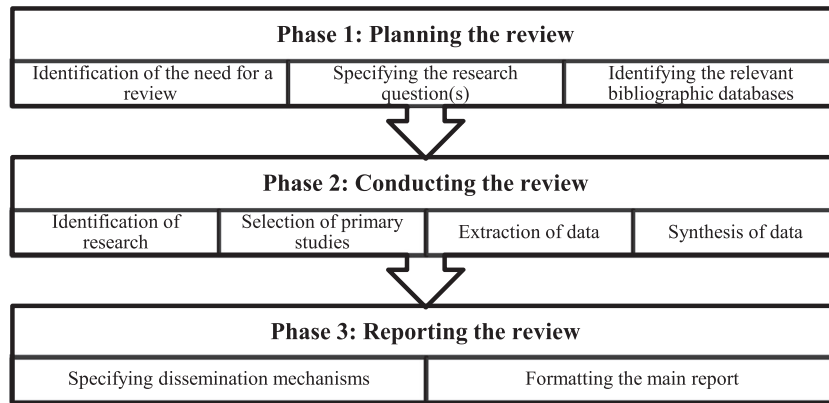 Phase 1: Planning the review
Identification of the need for a
review
Specifying the research
question(s)
Identifying the relevant
bibliographic databases
Phase 2: Conducting the review
Identification of
research
Selection of primary
studies
Extraction of data
Synthesis of data
Phase 3: Reporting the review
Specifying dissemination mechanisms
Formatting the main report